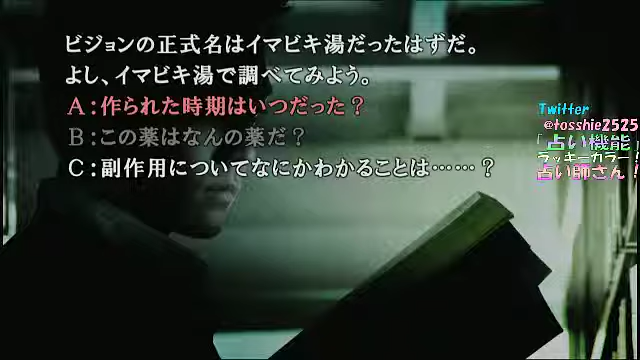 ビジョンの正式名はイマビキ湯だったはずだ。
よし、イマビキ湯で調べてみよう。
A：作られた時期はいつだった？
B：この薬はなんの薬だ？
C：副作用についてなにかわかることは……？
Twitter
@tosshie2525
「占い機能」
ラッキーカラー！
占い師さん！